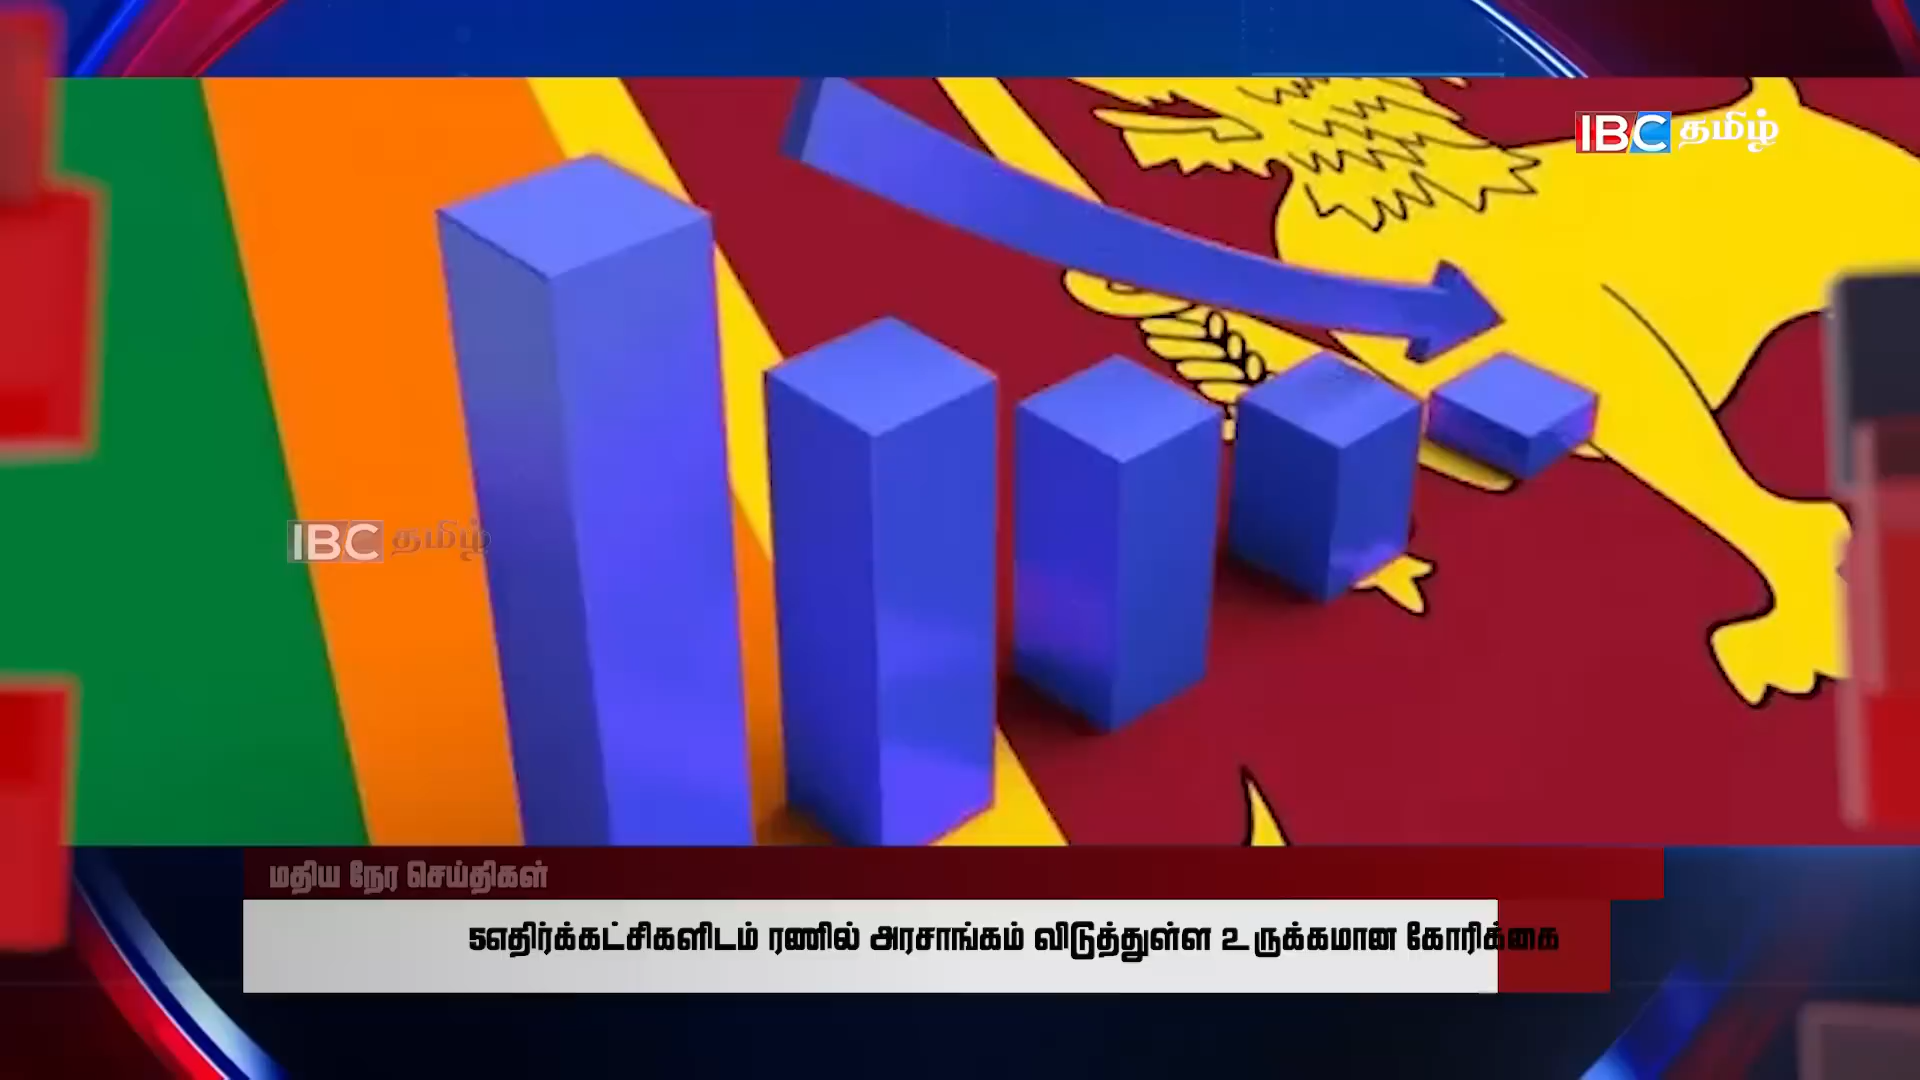 IBC தமிழ்
IBC தமிழ்
மதிய நேர செய்திகள்
5எதிர்க்கட்சிகளிடம் ரணில் அரசாங்கம் விடுத்துள்ள உருக்கமான கோரிக்கை